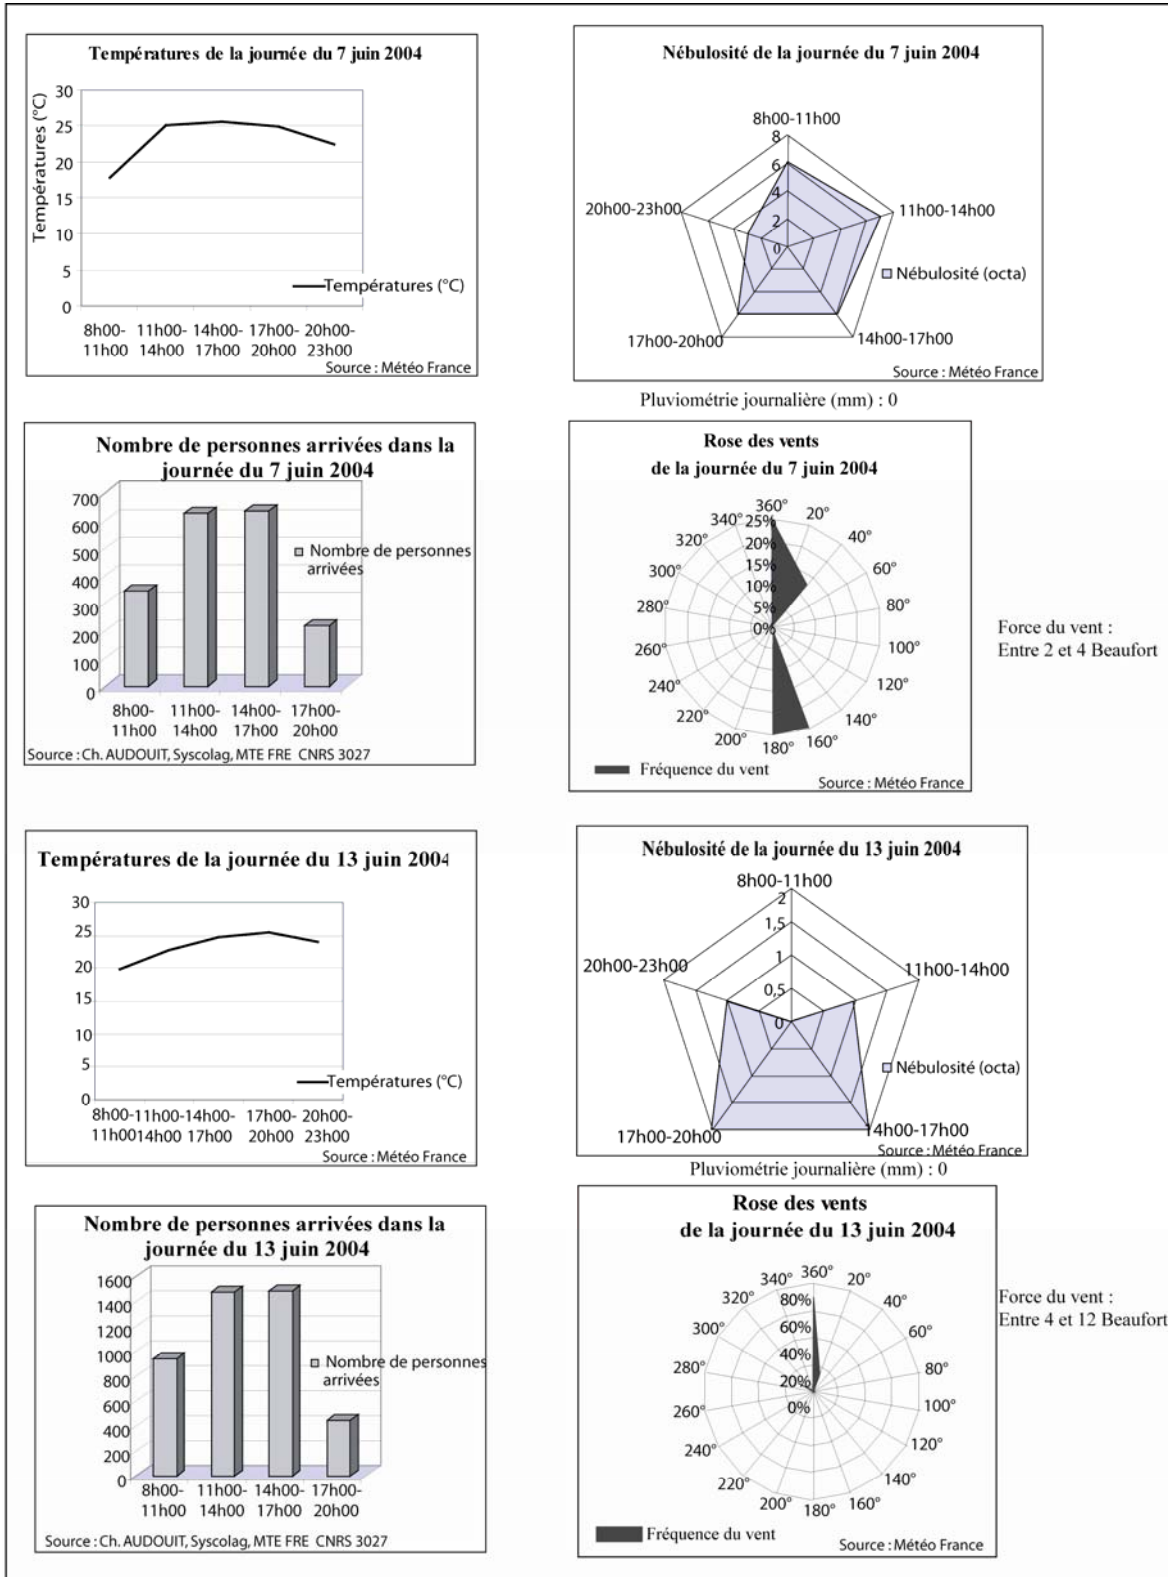 Températures de la journée du 7 juin 2004
Températures (°C)
30
25
20
15
10
5
0
Températures (°C)
8h00-
11h00
11h00-
14h00
14h00-
17h00
17h00-
20h00
20h00-
23h00
Source : Météo France
Nébulosité de la journée du 7 juin 2004
8h00-11h00
8
6
4
2
0
20h00-23h00
11h00-14h00
Nébulosité (octa)
17h00-20h00
14h00-17h00
Source : Météo France
Pluviométrie journalière (mm) : 0
Nombre de personnes arrivées dans la
journée du 7 juin 2004
700
600
500
400
300
200
100
0
Nombre de personnes
arrivées
8h00-
11h00
11h00-
14h00
14h00-
17h00
17h00-
20h00
Source : Ch. AUDOUIT, Syscolag, MTE FRE CNRS 3027
Rose des vents
de la journée du 7 juin 2004
360°
20°
40°
60°
80°
100°
120°
140°
160°
180°
200°
220°
240°
260°
280°
300°
320°
340°
25%
20%
15%
10%
5%
0%
Fréquence du vent
Source : Météo France
Force du vent :
Entre 2 et 4 Beaufort
Températures de la journée du 13 juin 2004
30
25
20
15
10
5
0
Températures (°C)
8h00-
11h00
11h00-
14h00
14h00-
17h00
17h00-
20h00
20h00-
23h00
Source : Météo France
Nébulosité de la journée du 13 juin 2004
8h00-11h00
2
1,5
1
0,5
0
20h00-23h00
11h00-14h00
Nébulosité (octa)
17h00-20h00
14h00-17h00
Source : Météo France
Pluviométrie journalière (mm) : 0
Nombre de personnes arrivées dans la
journée du 13 juin 2004
1600
1400
1200
1000
800
600
400
200
0
Nombre de personnes
arrivées
8h00-
11h00
11h00-
14h00
14h00-
17h00
17h00-
20h00
Source : Ch. AUDOUIT, Syscolag, MTE FRE CNRS 3027
Rose des vents
de la journée du 13 juin 2004
360°
20°
40°
60°
80°
100°
120°
140°
160°
180°
200°
220°
240°
260°
280°
300°
320°
340°
80%
60%
40%
20%
0%
Fréquence du vent
Source : Météo France
Force du vent :
Entre 4 et 12 Beaufort